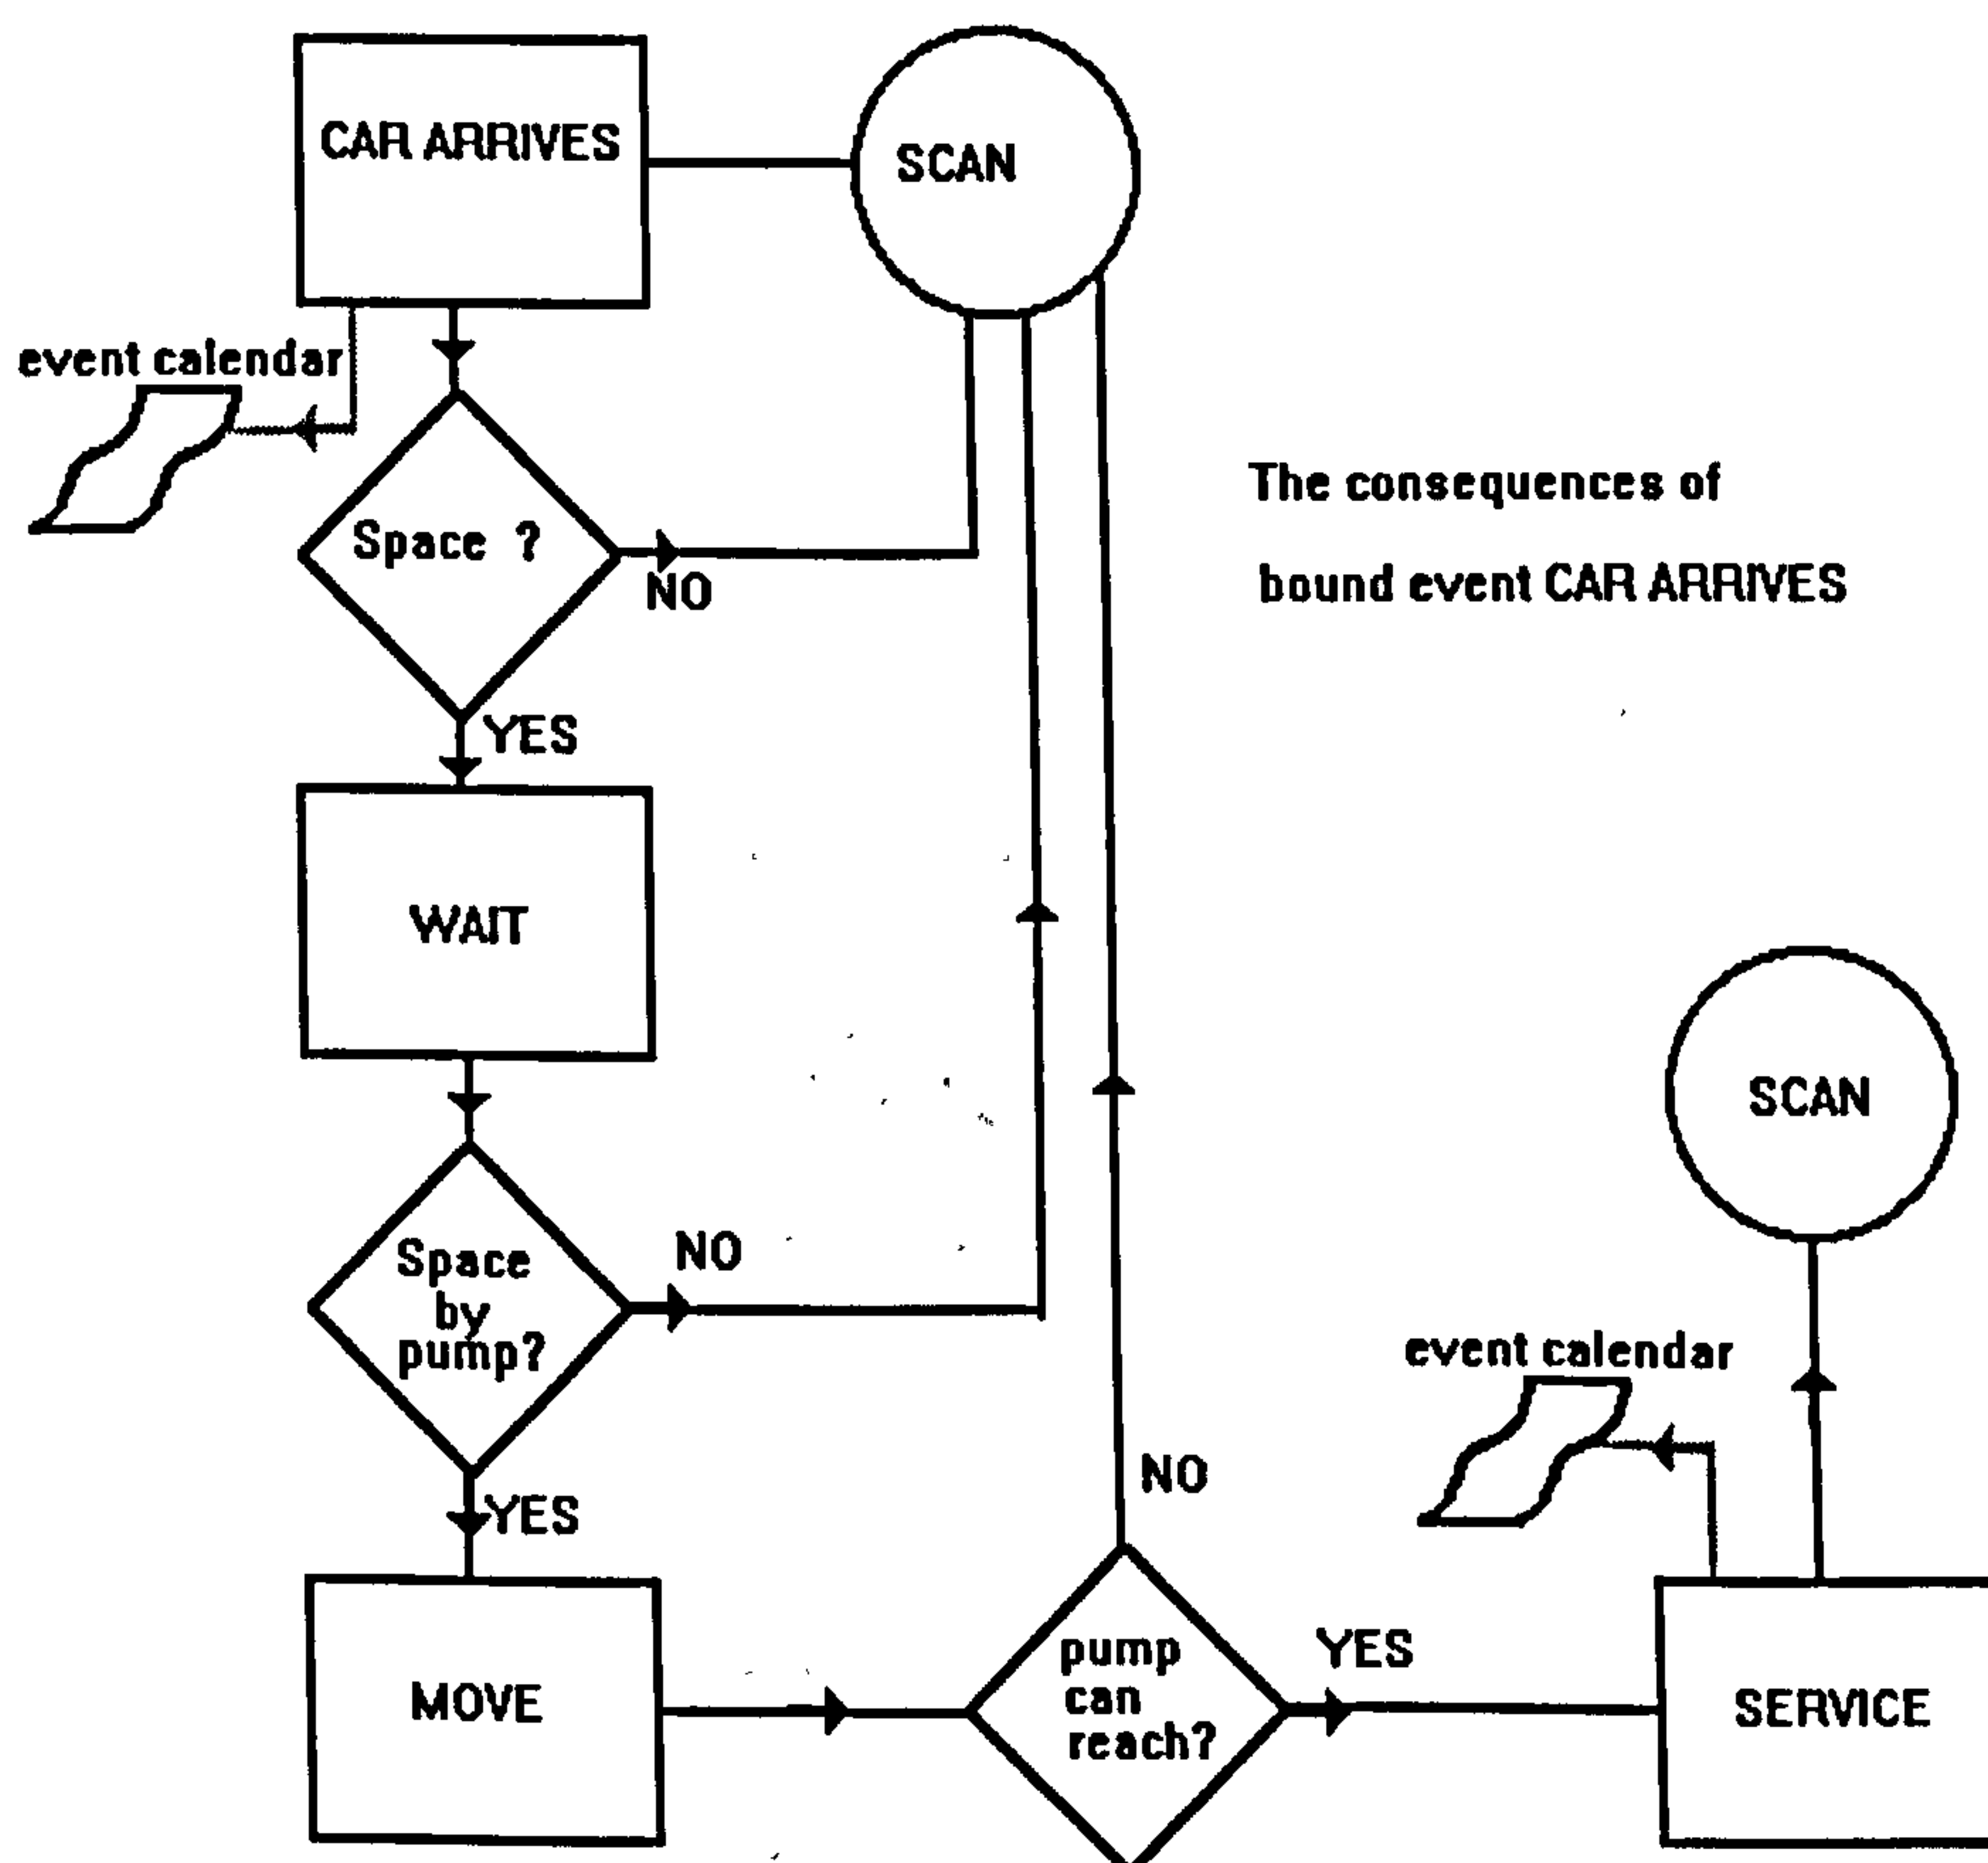 CAR ARRIVES
SCAN
event calendar
Space ?
NO
The consequences of
bound event CAR ARRIVES
YES
WAIT
SCAN
Space
by
pump?
NO
event calendar
YES
NO
MOVE
pump
can
reach?
YES
SERVICE